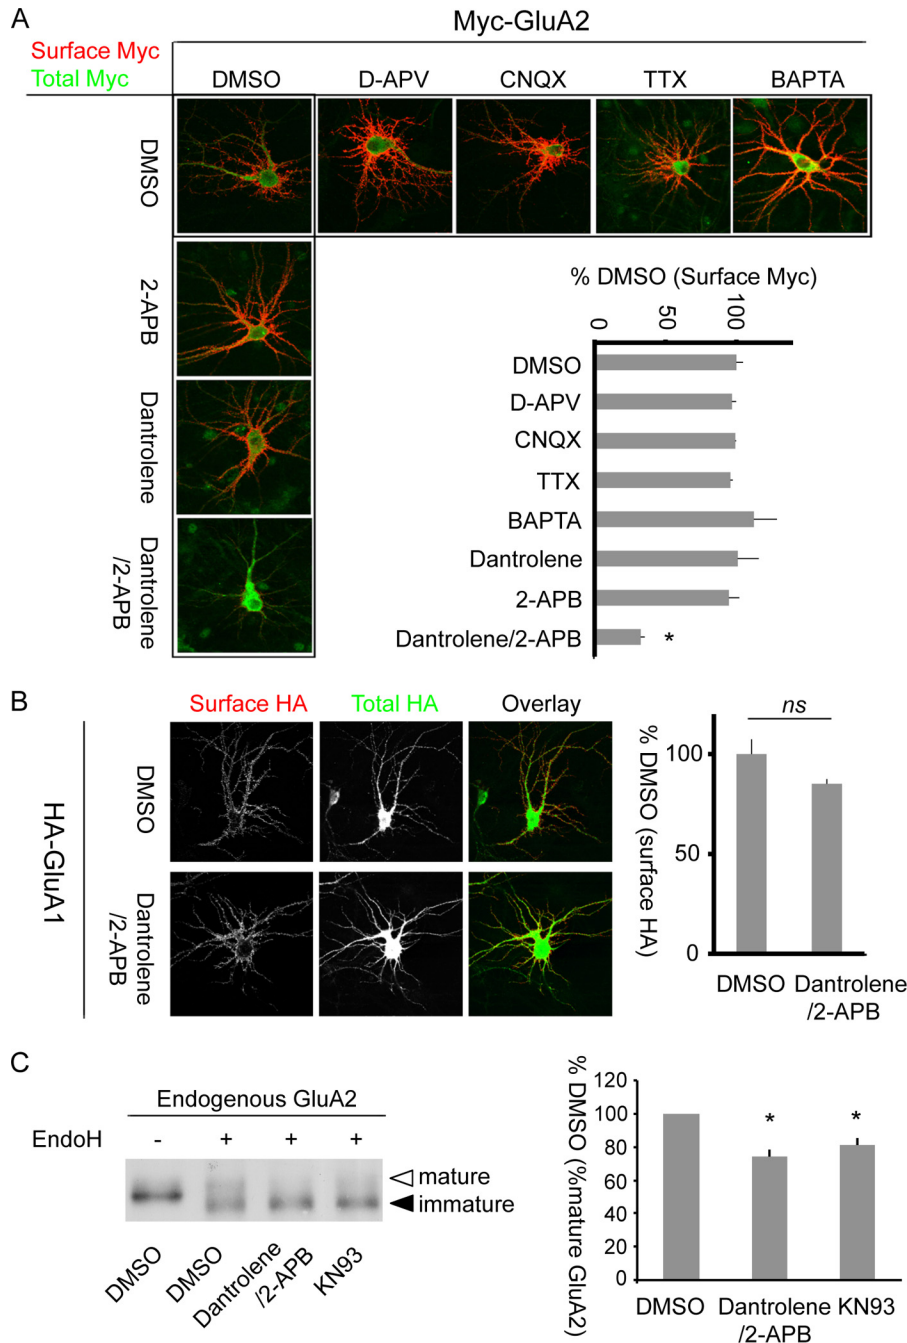 A
Myc-GluA2
Surface Myc
Total Myc
DMSO D-APV CNQX TTX BAPTA
DMSO
2-APB
Dantrolene
Dantrolene
/2-APB
% DMSO (Surface Myc)
0 50 100
DMSO
D-APV
CNQX
TTX
BAPTA
Dantrolene
2-APB
Dantrolene/2-APB *
B
Surface HA Total HA Overlay
HA-GluA1
DMSO
Dantrolene
/2-APB
% DMSO (surface HA)
ns
100
50
0
DMSO Dantrolene
/2-APB
C
Endogenous GluA2
EndoH - + + +
mature
immature
DMSO
DMSO
Dantrolene
/2-APB
KN93
% DMSO (%mature GluA2)
120
100
80
60
40
20
0
* *
DMSO Dantrolene KN93
/2-APB